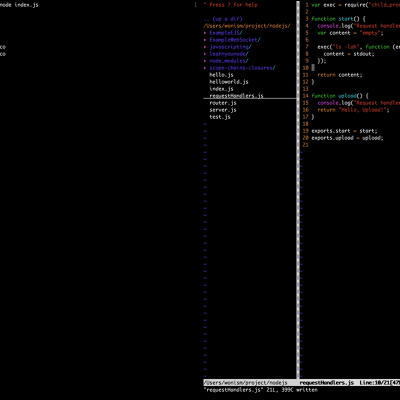 node index.js
co
co
" Press ? for help
.. (up a dir)
/Users/wonism/project/nodejs/
▸ ExampleEJS/
▸ ExampleWebSocket/
▸ javascripting/
▸ learnyounode/
▸ node_modules/
▸ scope-chains-closures/
hello.js
helloworld.js
index.js
requestHandlers.js
router.js
server.js
test.js
/Users/wonism/project/nodejs
"requestHandlers.js" 21L, 399C written
1 var exec = require("child_pro
2
3 function start() {
4 console.log("Request handler
5 var content = "empty";
6
7 exec("ls -lah", function (er
8 content = stdout;
9 });
10
11 return content;
12 }
13
14 function upload() {
15 console.log("Request handler
16 return "Hello, Upload!";
17 }
18
19 exports.start = start;
20 exports.upload = upload;
21
requestHandlers.js Line:10/21[47%